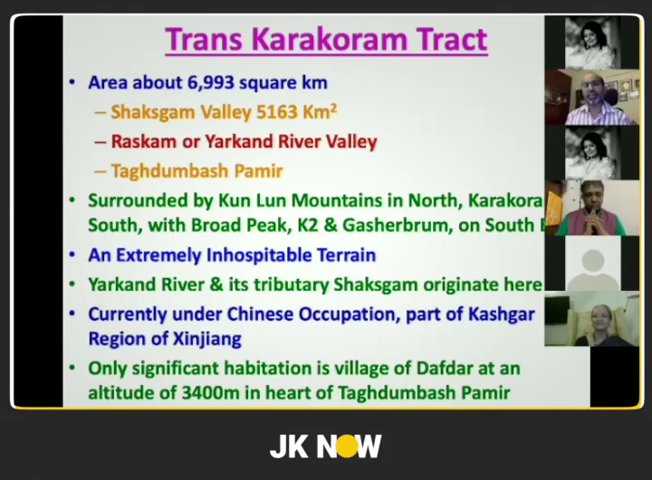 Trans Karakoram Tract
• Area about 6,993 square km
– Shaksgam Valley 5163 Km²
– Raskam or Yarkand River Valley
– Taghdumbash Pamir
• Surrounded by Kun Lun Mountains in North, Karakora
South, with Broad Peak, K2 & Gasherbrum, on South
• An Extremely Inhospitable Terrain
• Yarkand River & its tributary Shaksgam originate here
• Currently under Chinese Occupation, part of Kashgar
Region of Xinjiang
• Only significant habitation is village of Dafdar at an
altitude of 3400m in heart of Taghdumbash Pamir
JK NOW